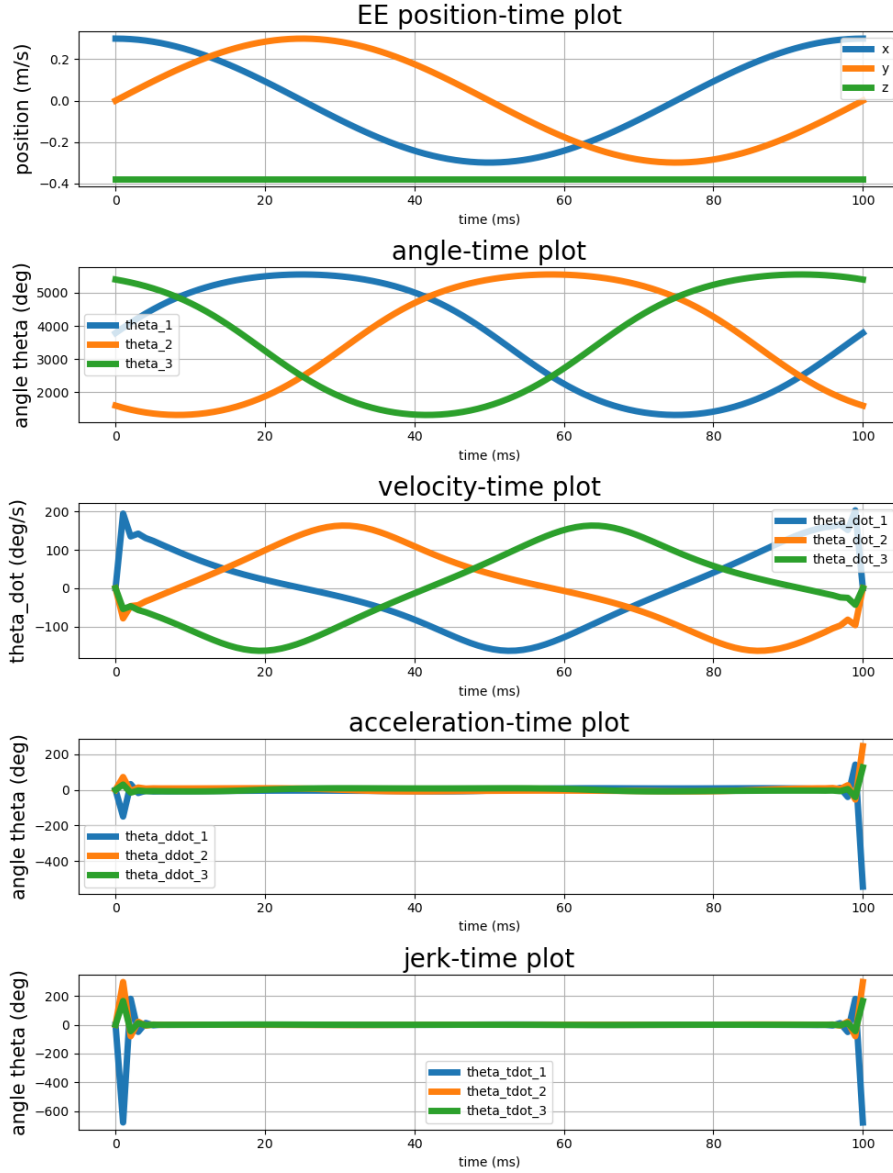 EE position-time plot
position (m/s)
0.2
0.0
−0.2
−0.4
x
y
z
0 20 40 60 80 100
time (ms)
angle-time plot
angle theta (deg)
5000
4000
3000
2000
theta_1
theta_2
theta_3
0 20 40 60 80 100
time (ms)
velocity-time plot
theta_dot (deg/s)
200
100
0
−100
theta_dot_1
theta_dot_2
theta_dot_3
0 20 40 60 80 100
time (ms)
acceleration-time plot
angle theta (deg)
200
0
−200
−400
theta_ddot_1
theta_ddot_2
theta_ddot_3
0 20 40 60 80 100
time (ms)
jerk-time plot
angle theta (deg)
200
0
−200
−400
−600
theta_tdot_1
theta_tdot_2
theta_tdot_3
0 20 40 60 80 100
time (ms)